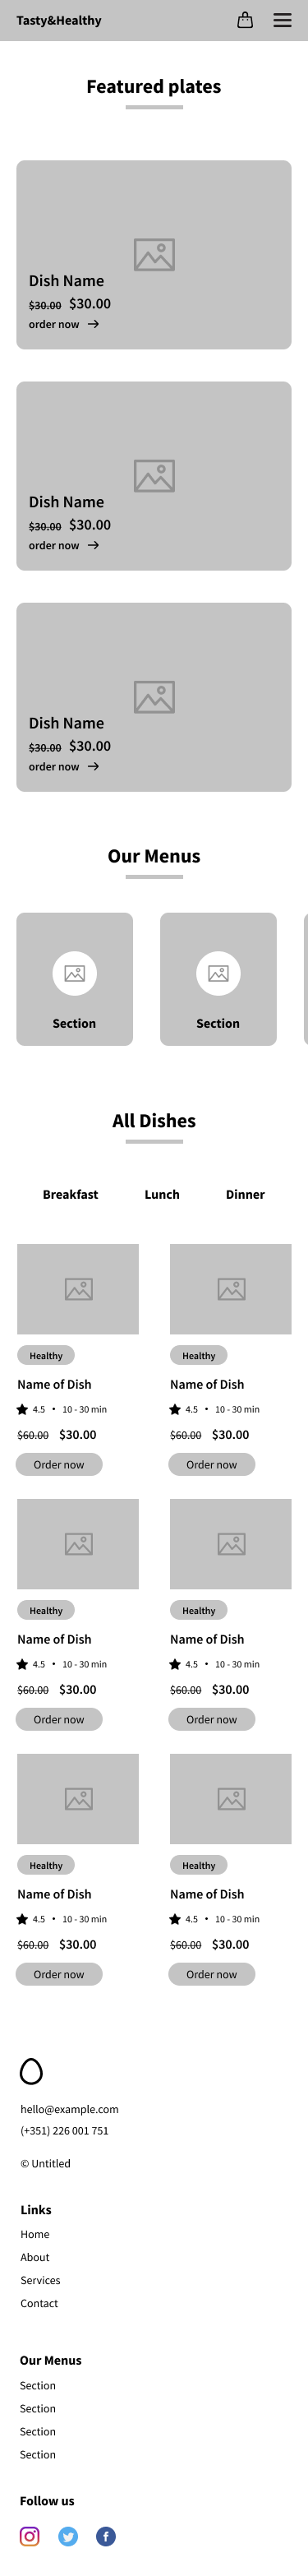 Tasty&Healthy
Featured plates
Dish Name
$30.00 $30.00
order now
Dish Name
$30.00 $30.00
order now
Dish Name
$30.00 $30.00
order now
Our Menus
Section Section
All Dishes
Breakfast Lunch Dinner
Healthy Healthy
Name of Dish Name of Dish
4.5 • 10 - 30 min 4.5 • 10 - 30 min
$60.00 $30.00 $60.00 $30.00
Order now Order now
Healthy Healthy
Name of Dish Name of Dish
4.5 • 10 - 30 min 4.5 • 10 - 30 min
$60.00 $30.00 $60.00 $30.00
Order now Order now
Healthy Healthy
Name of Dish Name of Dish
4.5 • 10 - 30 min 4.5 • 10 - 30 min
$60.00 $30.00 $60.00 $30.00
Order now Order now
hello@example.com
(+351) 226 001 751
© Untitled
Links
Home
About
Services
Contact
Our Menus
Section
Section
Section
Section
Follow us